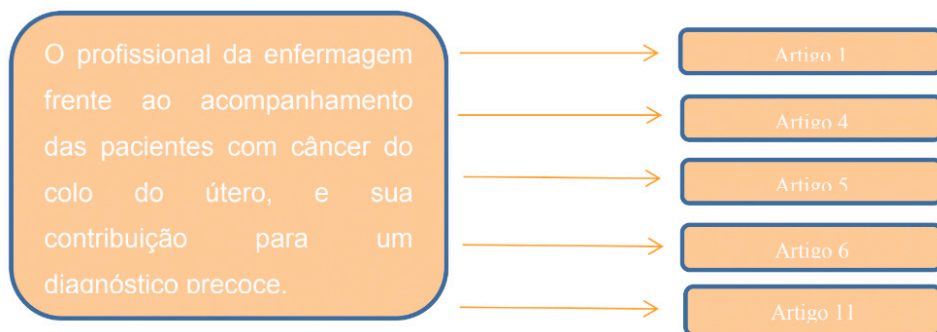 O profissional da enfermagem
frente ao acompanhamento
das pacientes com câncer do
colo do útero, e sua
contribuição para um
diagnóstico precoce.
Artigo 1
Artigo 4
Artigo 5
Artigo 6
Artigo 11